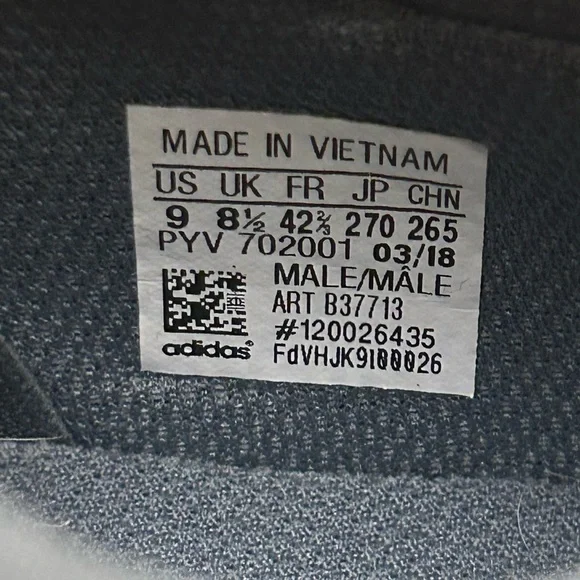 MADE IN VIETNAM
US UK FR JP CHN
9 8½ 42⅔ 270 265
PYV 702001 03/18
MALE/MÂLE
ART B37713
#120026435
adidas®